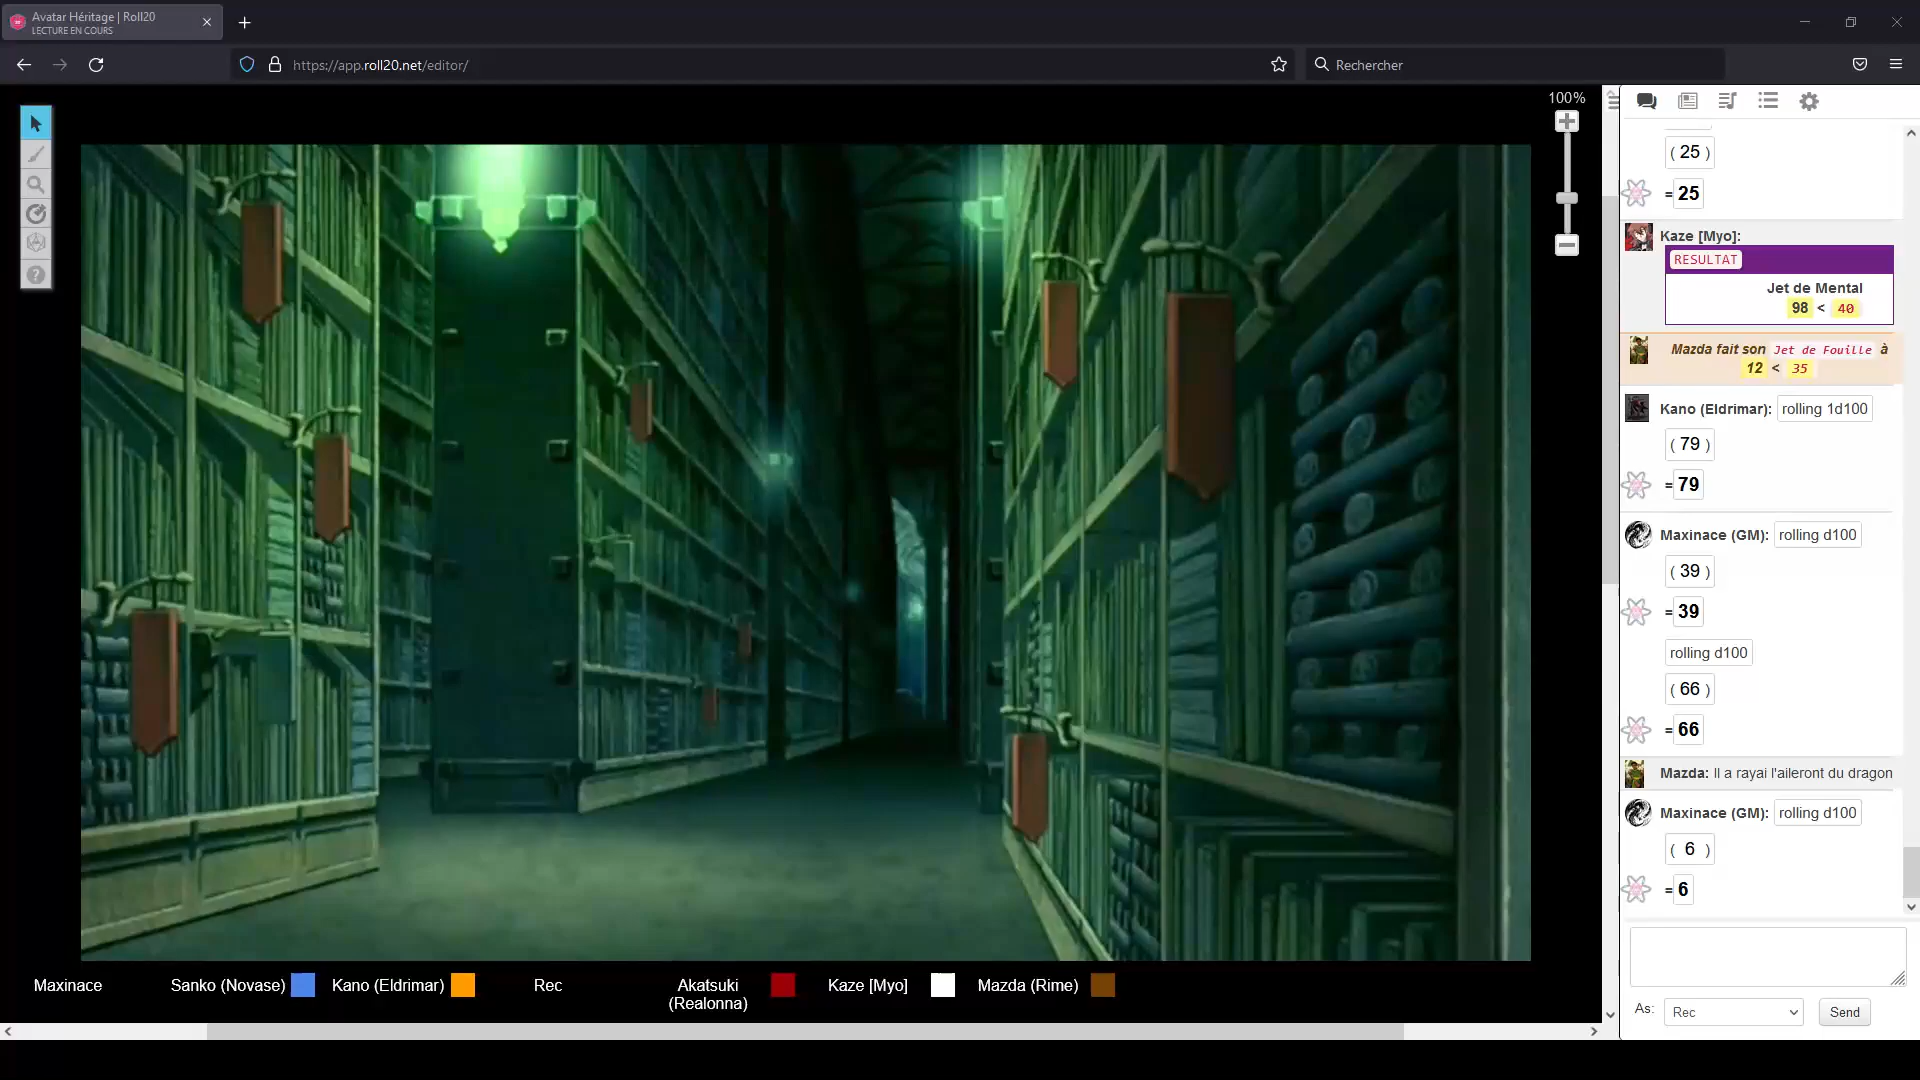 Avatar Héritage | Roll20
LECTURE EN COURS
https://app.roll20.net/editor/
Rechercher
100%
( 25 )
=25
Kaze [Myo]:
RESULTAT
Jet de Mental
98 < 40
Mazda fait son Jet de Fouille à
12 < 35
Kano (Eldrimar): rolling 1d100
( 79 )
=79
Maxinace (GM): rolling d100
( 39 )
=39
rolling d100
( 66 )
=66
Mazda: Il a rayai l'aileront du dragon
Maxinace (GM): rolling d100
( 6 )
=6
As: Rec Send
Maxinace
Sanko (Novase)
Kano (Eldrimar)
Rec
Akatsuki
(Realonna)
Kaze [Myo]
Mazda (Rime)